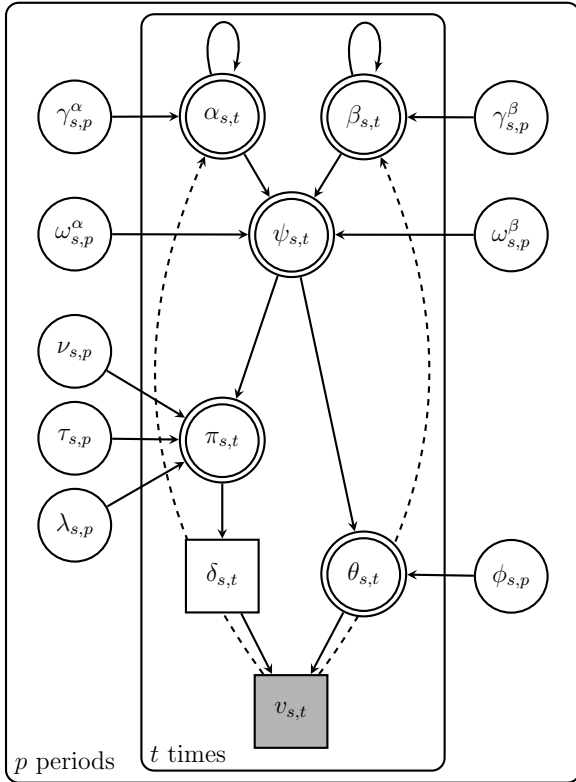 γ^α_{s,p} α_{s,t} β_{s,t} γ^β_{s,p}
ω^α_{s,p} ψ_{s,t} ω^β_{s,p}
ν_{s,p}
τ_{s,p} π_{s,t}
λ_{s,p}
δ_{s,t} θ_{s,t} ϕ_{s,p}
v_{s,t}
p periods t times